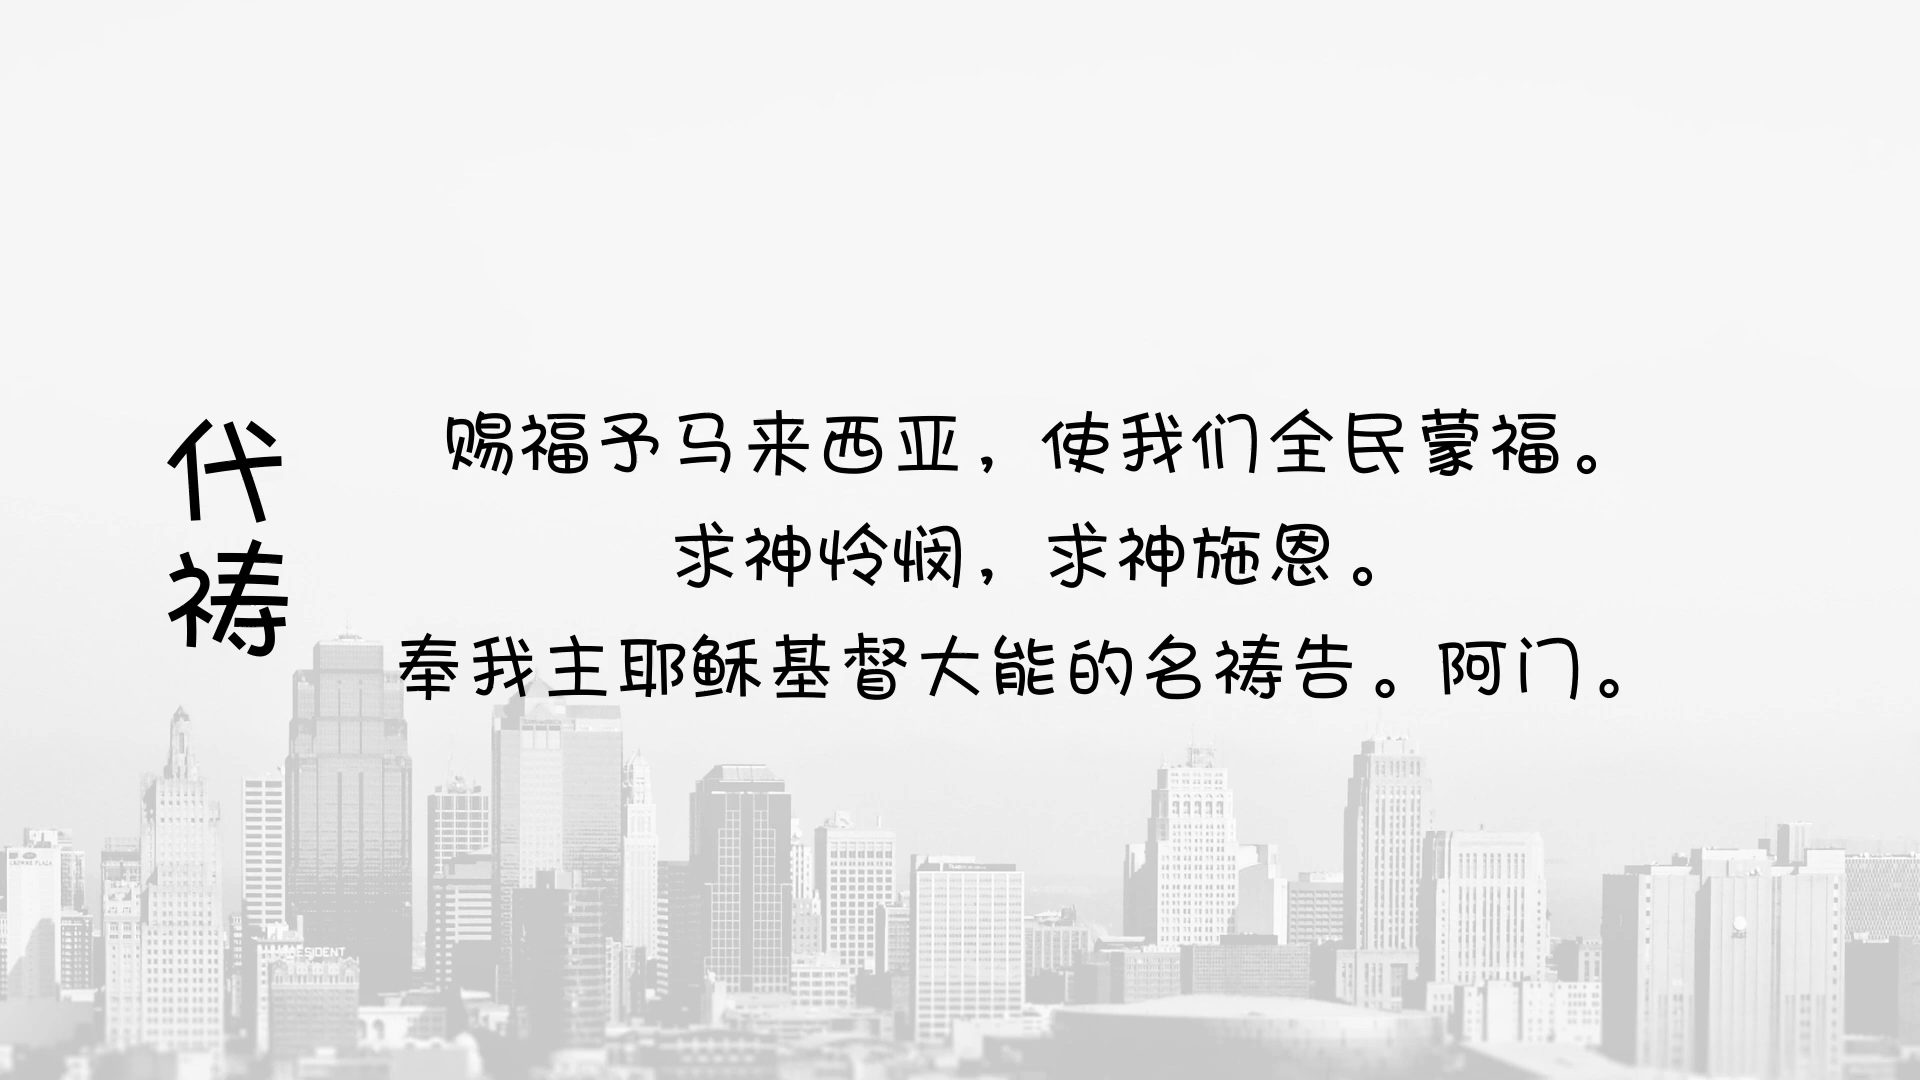 代祷
赐福予马来西亚，使我们全民蒙福。
求神怜悯，求神施恩。
奉我主耶稣基督大能的名祷告。阿门。
CROWNE PLAZA